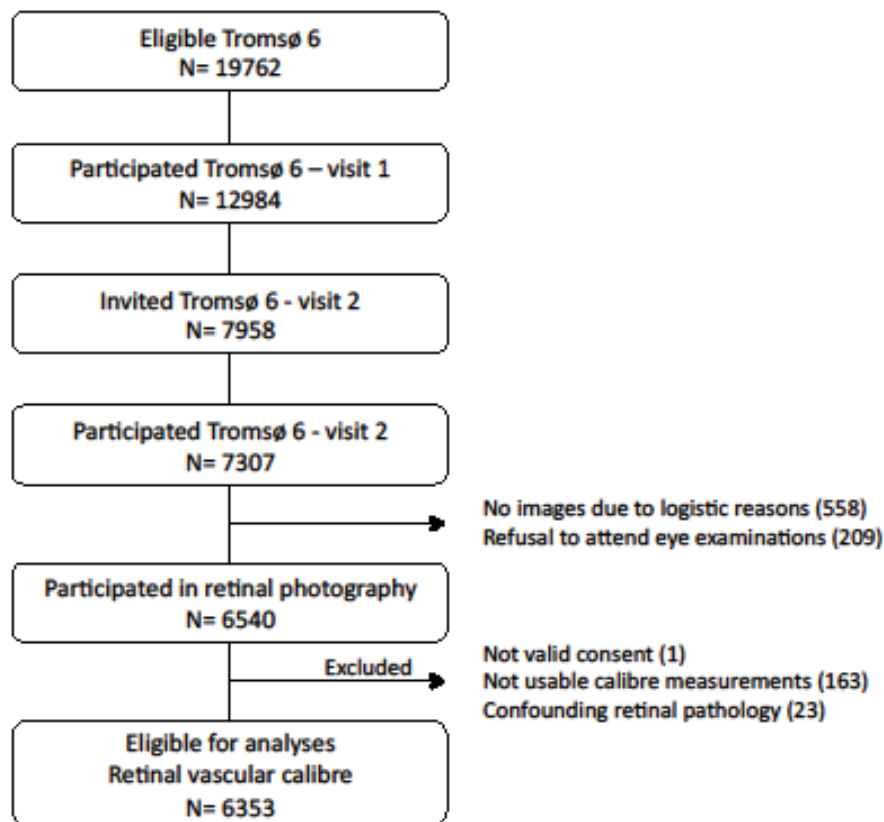 Eligible Tromsø 6
N= 19762
Participated Tromsø 6 – visit 1
N= 12984
Invited Tromsø 6 - visit 2
N= 7958
Participated Tromsø 6 - visit 2
N= 7307
No images due to logistic reasons (558)
Refusal to attend eye examinations (209)
Participated in retinal photography
N= 6540
Excluded
Not valid consent (1)
Not usable calibre measurements (163)
Confounding retinal pathology (23)
Eligible for analyses
Retinal vascular calibre
N= 6353